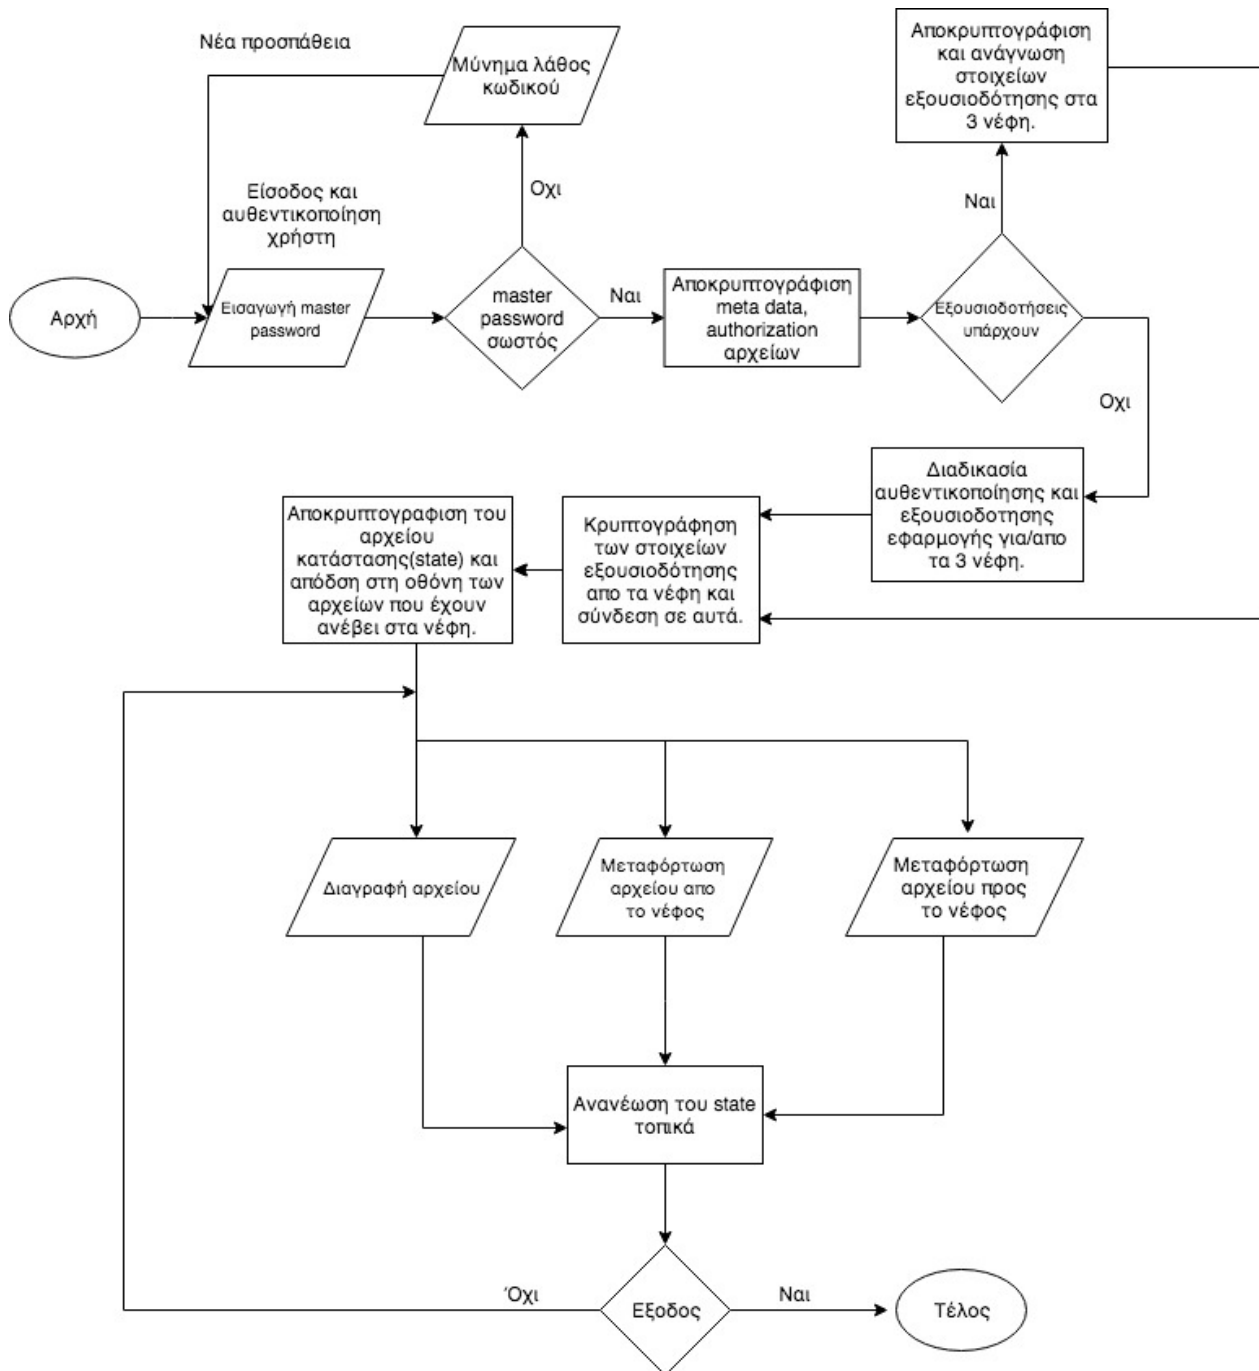 Νέα προσπάθεια
Μύνημα λάθος
κωδικού
Αποκρυπτογράφιση
και ανάγνωση
στοιχείων
εξουσιοδότησης στα
3 νέφη.
Οχι
Ναι
Είσοδος και
αυθεντικοποίηση
χρήστη
Αρχή
Εισαγωγή master
password
master
password
σωστός
Ναι
Αποκρυπτογράφιση
meta data,
authorization
αρχείων
Εξουσιοδοτήσεις
υπάρχουν
Οχι
Διαδικασία
αυθεντικοποίησης και
εξουσιοδοτησης
εφαρμογής για/απο
τα 3 νέφη.
Κρυπτογράφηση
των στοιχείων
εξουσιοδότησης
απο τα νέφη και
σύνδεση σε αυτά.
Αποκρυπτογραφιση του
αρχείου
κατάστασης(state) και
απόδση στη οθόνη των
αρχείων που έχουν
ανέβει στα νέφη.
Διαγραφή αρχείου
Μεταφόρτωση
αρχείου απο
το νέφος
Μεταφόρτωση
αρχείου προς
το νέφος
Ανανέωση του state
τοπικά
Όχι
Εξοδος
Ναι
Τέλος